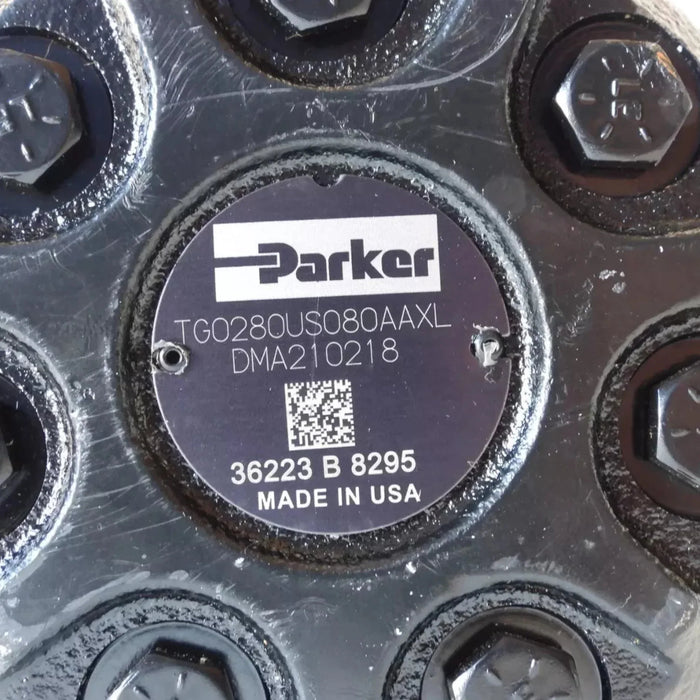 Parker
TG0280US080AAXL
DMA210218
36223 B 8295
MADE IN USA